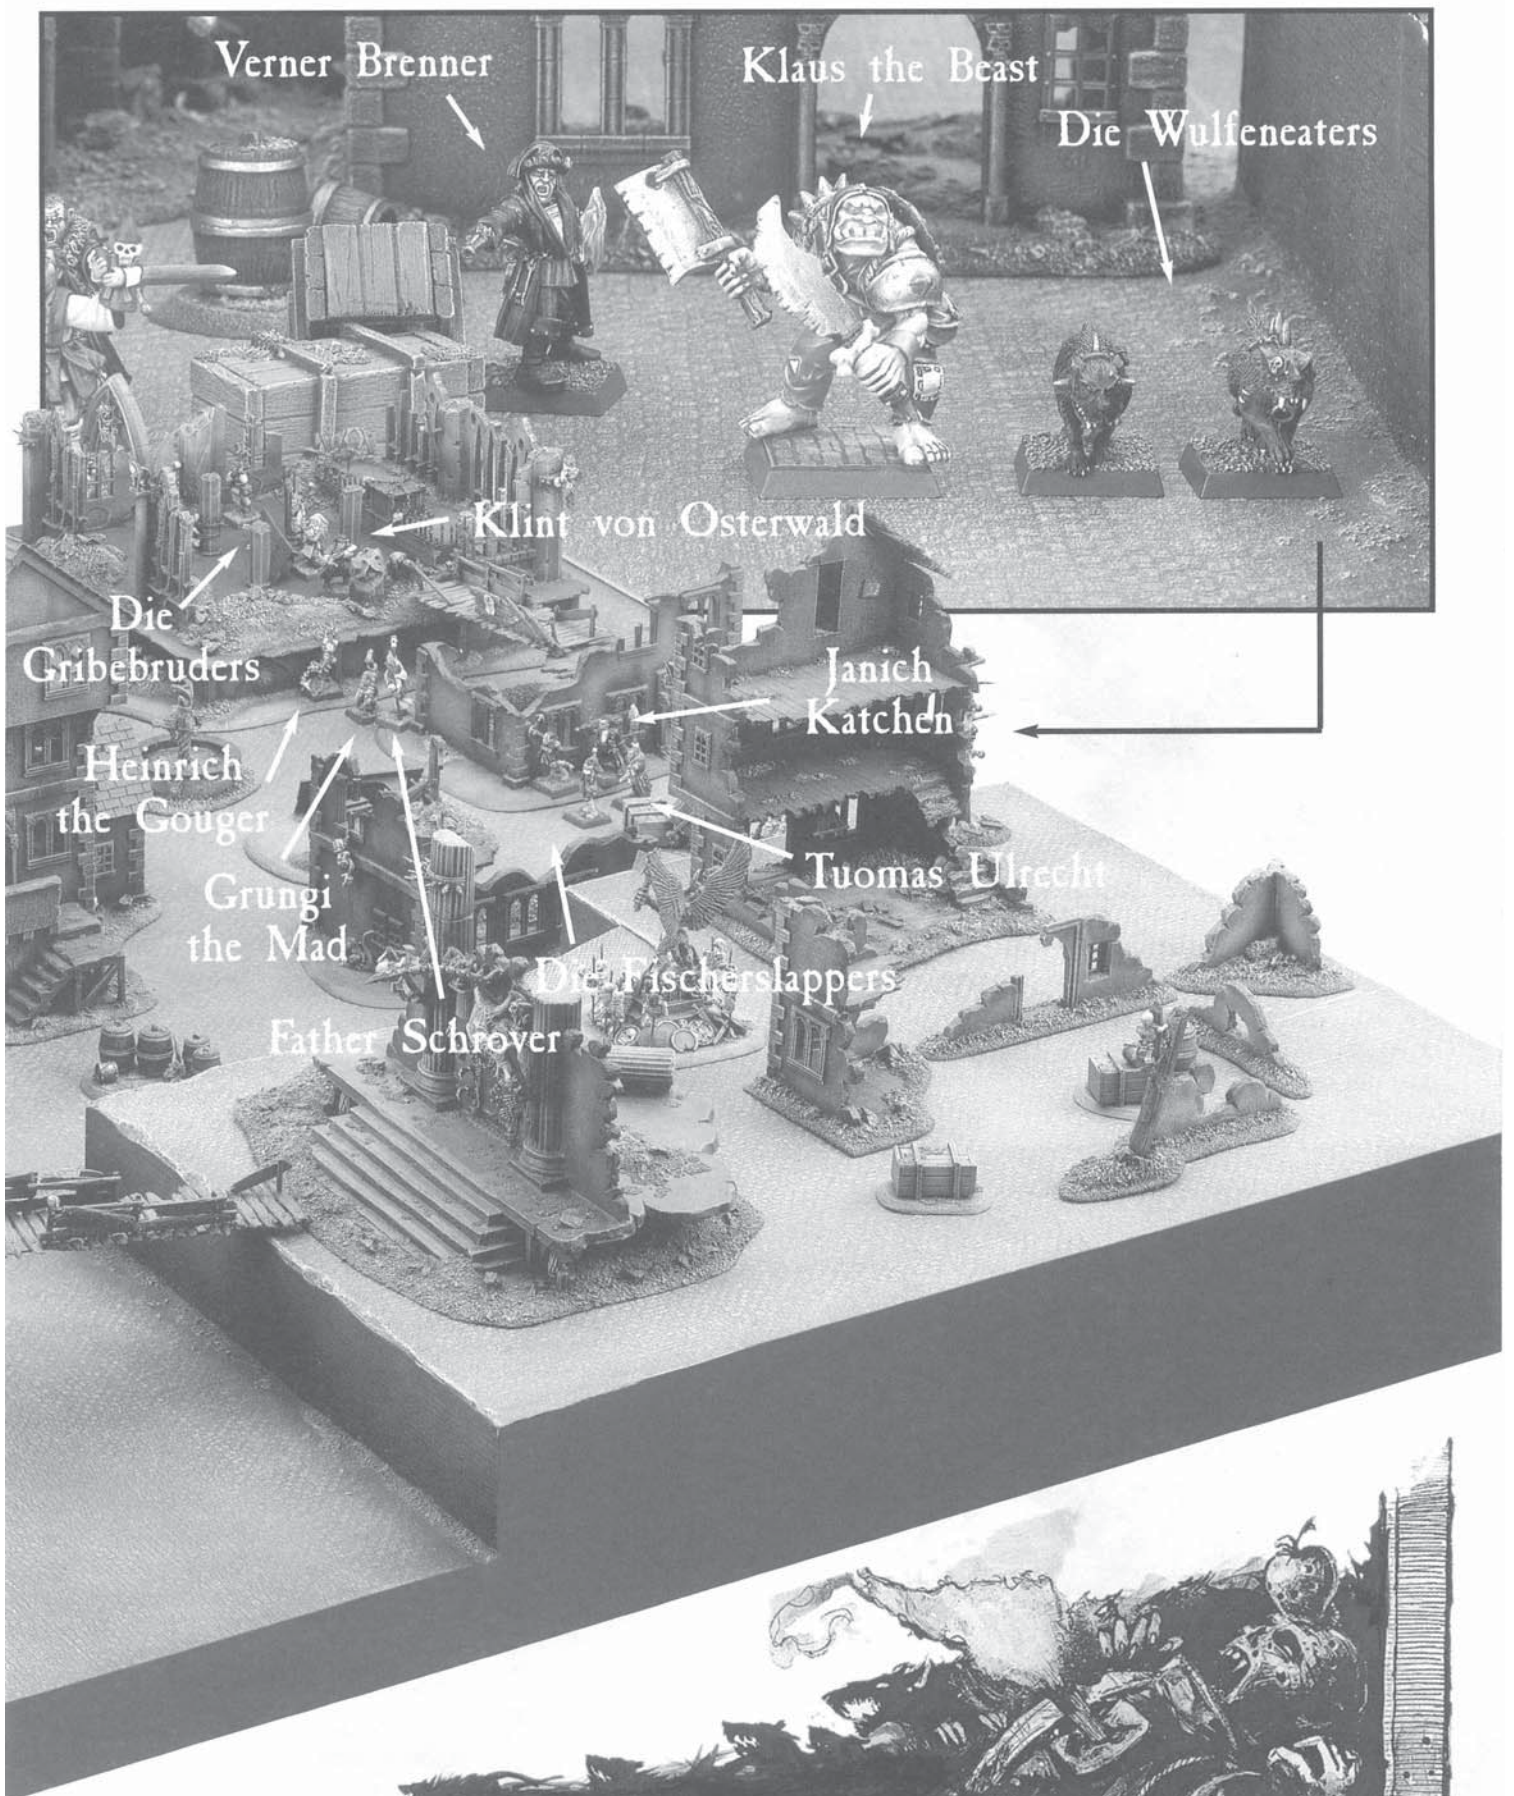 Verner Brenner
Klaus the Beast
Die Wulfeneaters
Klint von Osterwald
Die
Gribebruders
Janich
Katchen
Heinrich
the Gouger
Tuomas Ulrecht
Grungi
the Mad
Die Fischerslappers
Father Schrover